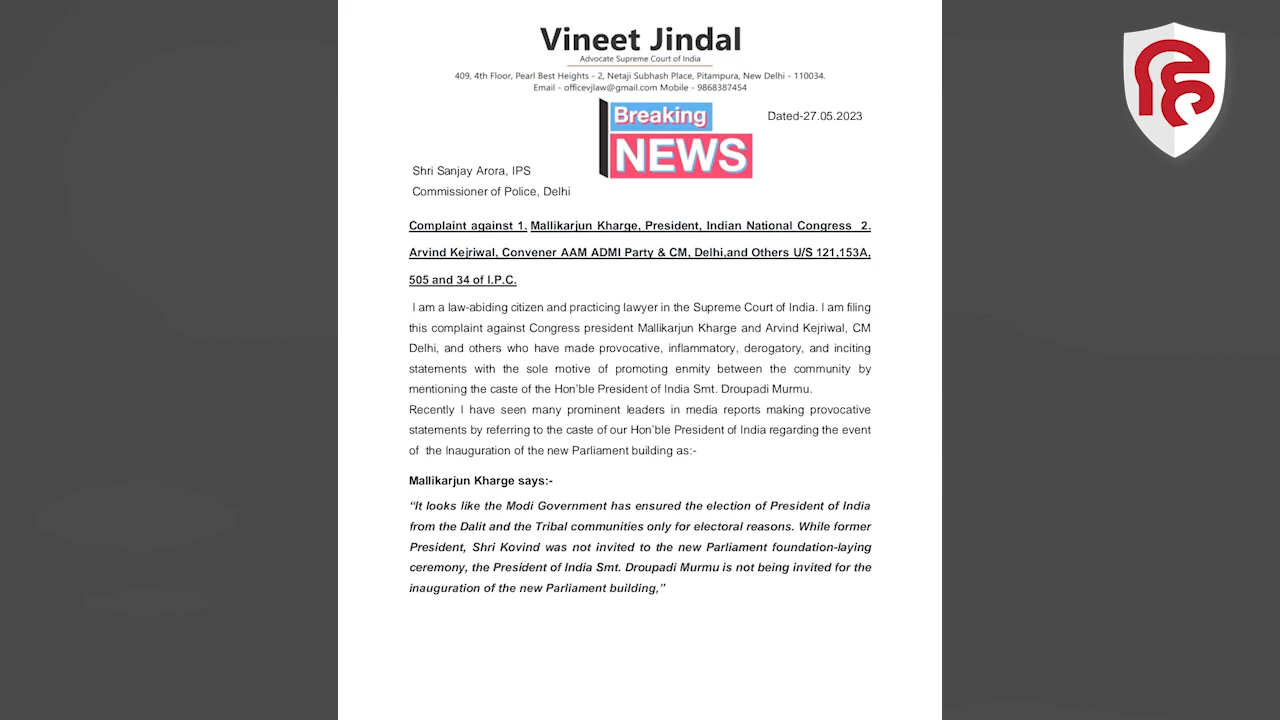 Vineet Jindal
Advocate Supreme Court of India
409, 4th Floor, Pearl Best Heights - 2, Netaji Subhash Place, Pitampura, New Delhi - 110034.
Email - officevjlaw@gmail.com Mobile - 9868387454
Breaking
NEWS
Dated-27.05.2023
Shri Sanjay Arora, IPS
Commissioner of Police, Delhi
Complaint against 1. Mallikarjun Kharge, President, Indian National Congress 2.
Arvind Kejriwal, Convener AAM ADMI Party & CM, Delhi,and Others U/S 121,153A,
505 and 34 of I.P.C.
I am a law-abiding citizen and practicing lawyer in the Supreme Court of India. I am filing
this complaint against Congress president Mallikarjun Kharge and Arvind Kejriwal, CM
Delhi, and others who have made provocative, inflammatory, derogatory, and inciting
statements with the sole motive of promoting enmity between the community by
mentioning the caste of the Hon'ble President of India Smt. Droupadi Murmu.
Recently I have seen many prominent leaders in media reports making provocative
statements by referring to the caste of our Hon'ble President of India regarding the event
of the Inauguration of the new Parliament building as:-
Mallikarjun Kharge says:-
“It looks like the Modi Government has ensured the election of President of India
from the Dalit and the Tribal communities only for electoral reasons. While former
President, Shri Kovind was not invited to the new Parliament foundation-laying
ceremony, the President of India Smt. Droupadi Murmu is not being invited for the
inauguration of the new Parliament building,”